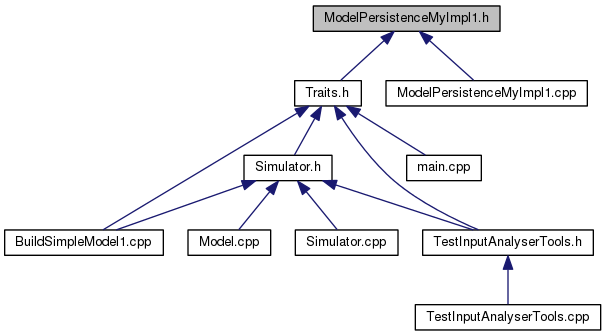 ModelPersistenceMyImpl1.h
Traits.h
ModelPersistenceMyImpl1.cpp
Simulator.h
main.cpp
BuildSimpleModel1.cpp
Model.cpp
Simulator.cpp
TestInputAnalyserTools.h
TestInputAnalyserTools.cpp